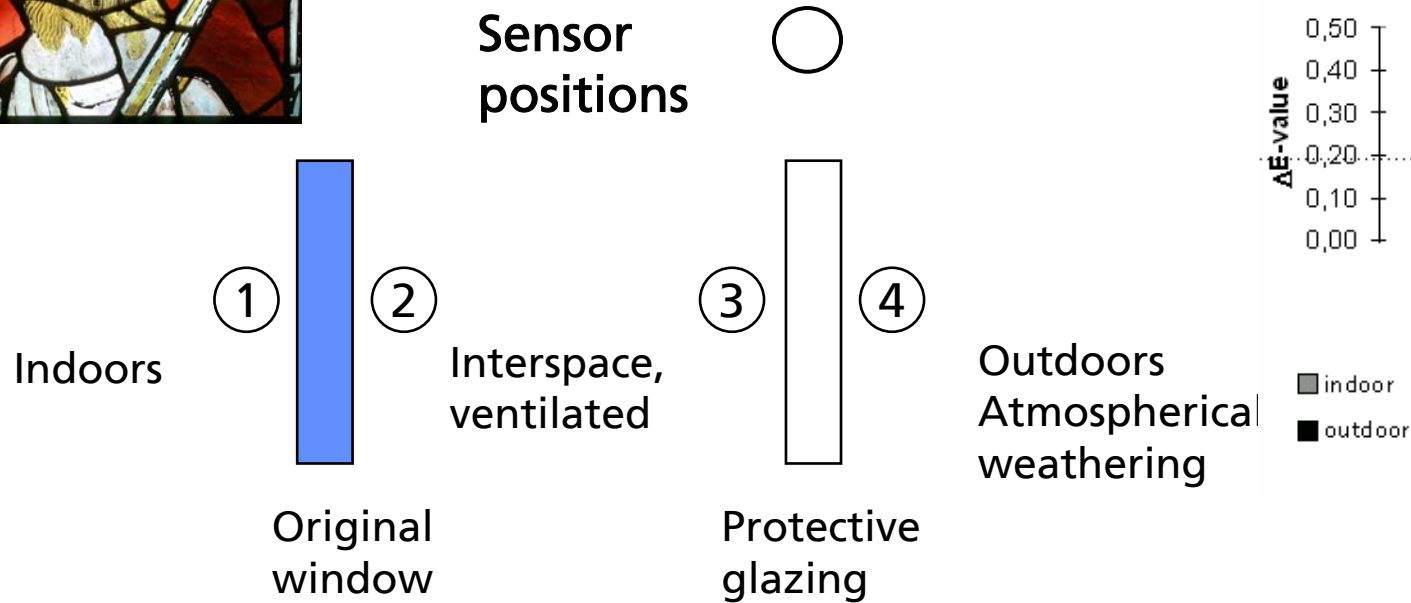 Sensor
positions
1
2
3
4
Indoors
Interspace,
ventilated
Outdoors
Atmospherical
weathering
Original
window
Protective
glazing
ΔE-value
0,50
0,40
0,30
0,20
0,10
0,00
indoor
outdoor